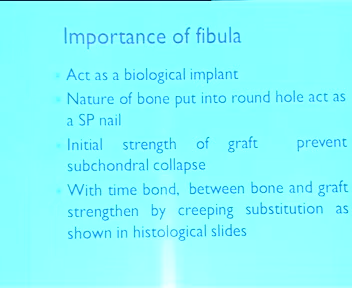 Importance of fibula
Act as a biological implant
Nature of bone put into round hole act as
a SP nail
Initial strength of graft prevent
subchondral collapse
With time bond, between bone and graft
strengthen by creeping substitution as
shown in histological slides